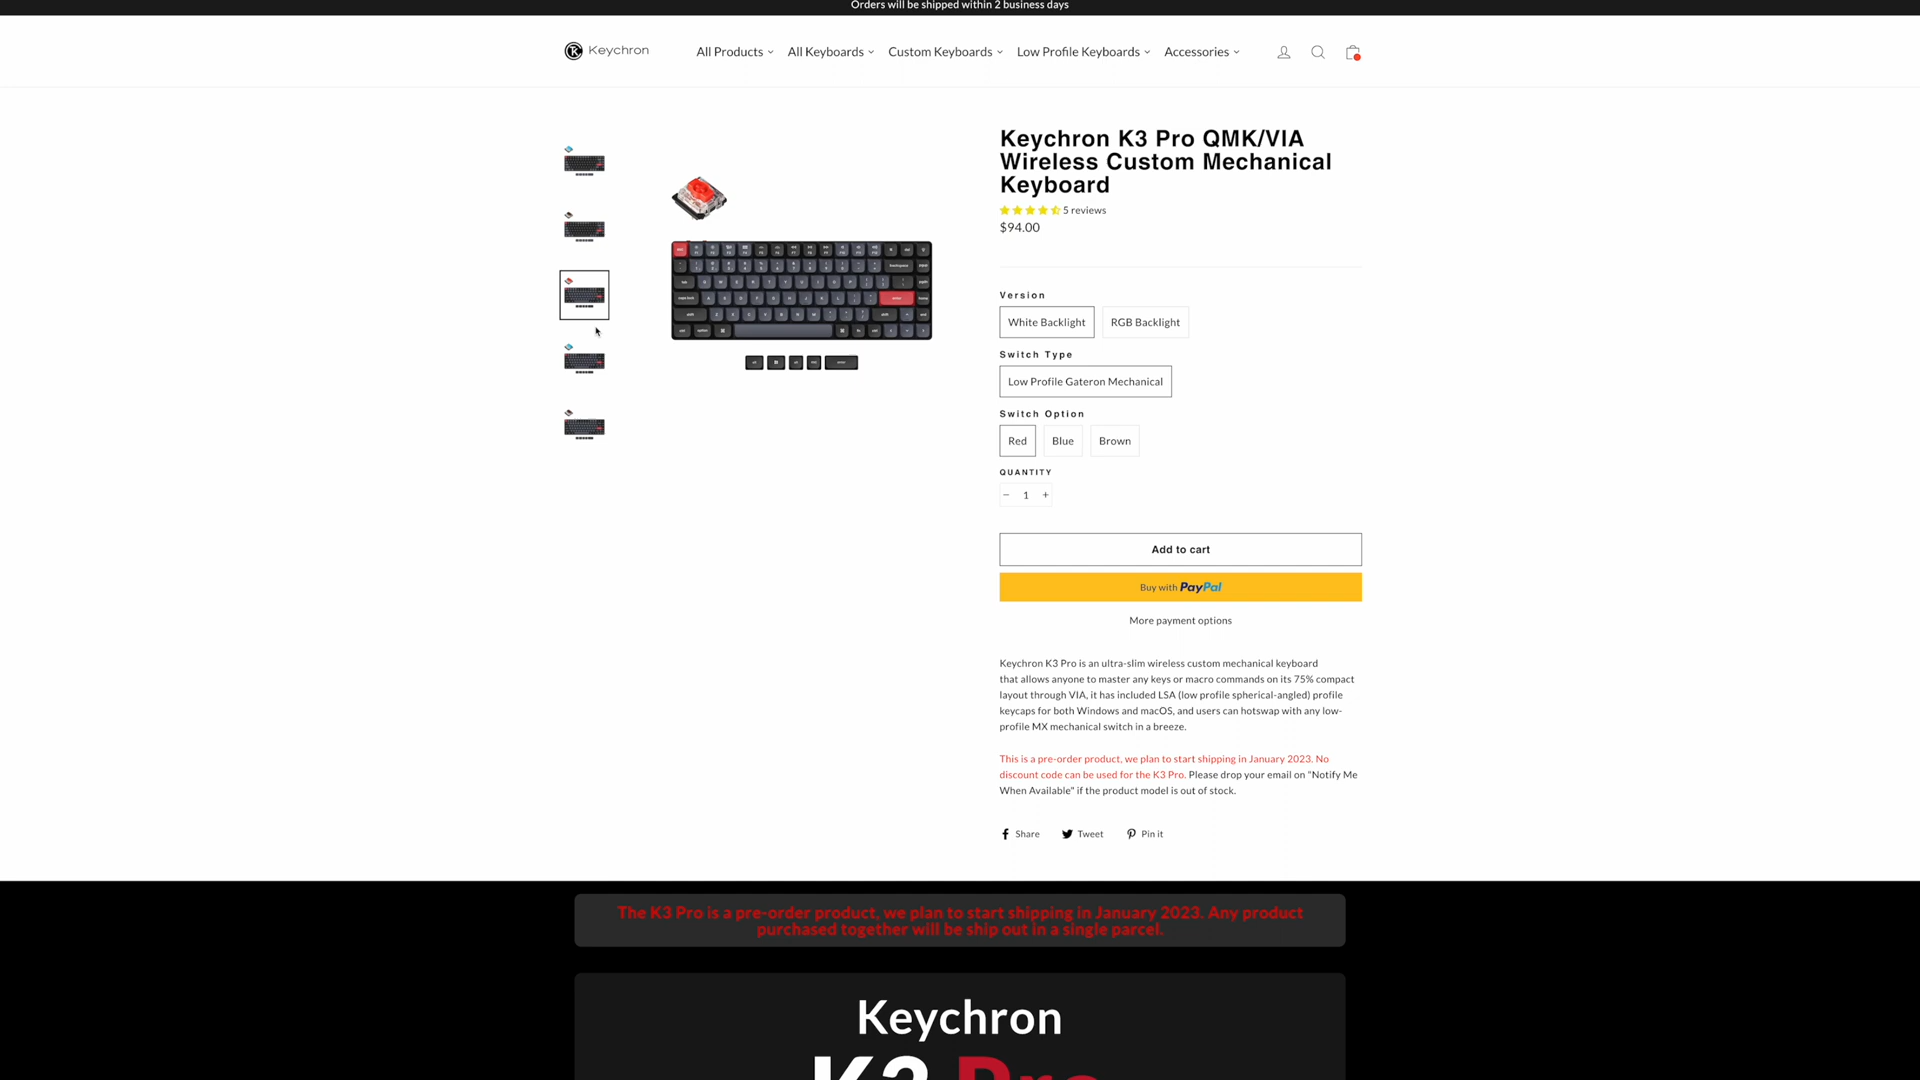 Orders will be shipped within 2 business days
Keychron
All Products
All Keyboards
Custom Keyboards
Low Profile Keyboards
Accessories
Keychron K3 Pro QMK/VIA
Wireless Custom Mechanical
Keyboard
5 reviews
$94.00
Version
White Backlight
RGB Backlight
Switch Type
Low Profile Gateron Mechanical
Switch Option
Red
Blue
Brown
QUANTITY
− 1 +
Add to cart
Buy with PayPal
More payment options
Keychron K3 Pro is an ultra-slim wireless custom mechanical keyboard
that allows anyone to master any keys or macro commands on its 75% compact
layout through VIA, it has included LSA (low profile spherical-angled) profile
keycaps for both Windows and macOS, and users can hotswap with any low-
profile MX mechanical switch in a breeze.
This is a pre-order product, we plan to start shipping in January 2023. No
discount code can be used for the K3 Pro. Please drop your email on "Notify Me
When Available" if the product model is out of stock.
Share
Tweet
Pin it
The K3 Pro is a pre-order product, we plan to start shipping in January 2023. Any product
purchased together will be ship out in a single parcel.
Keychron
K3 Pro